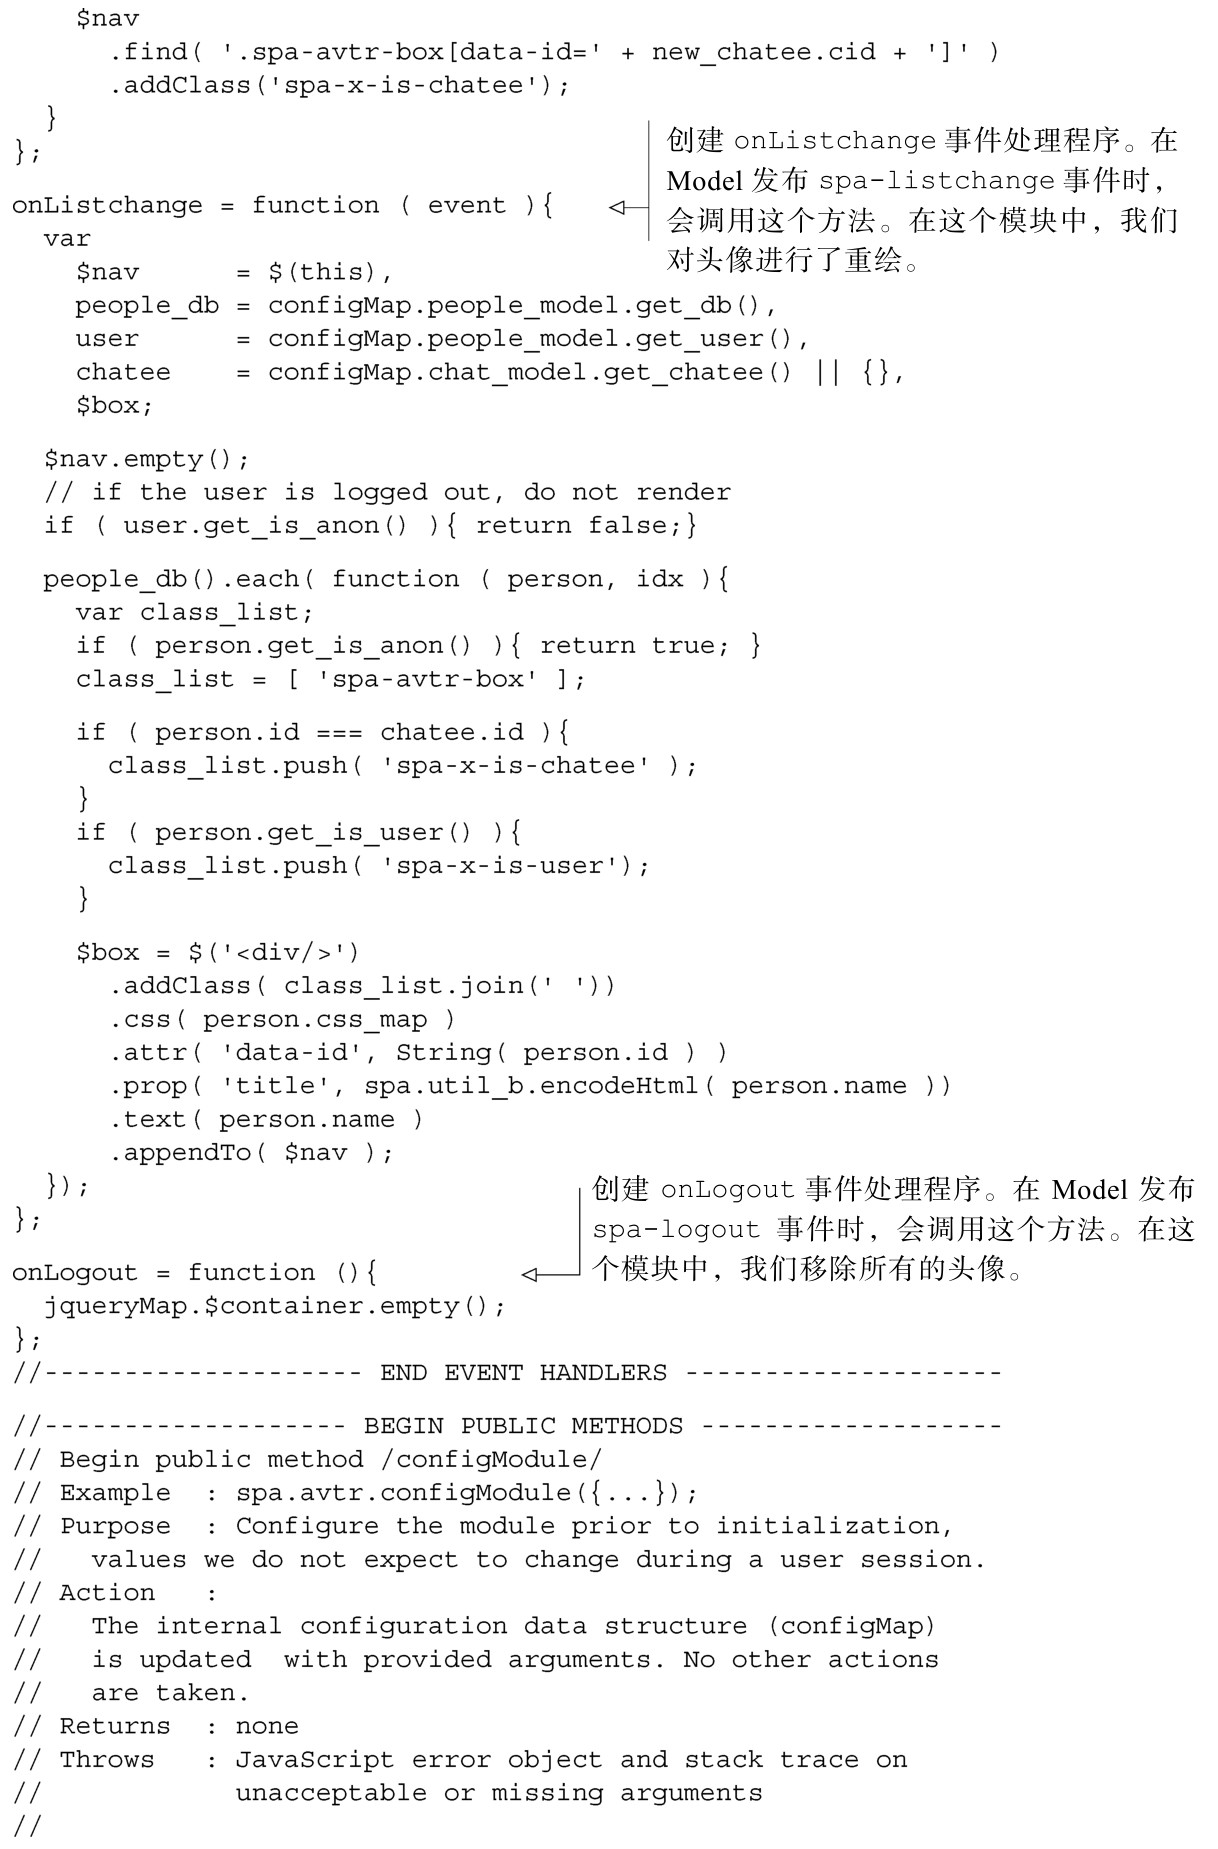 $nav
      .find( '.spa-avtr-box[data-id=' + new_chatee.cid + ']' )
      .addClass('spa-x-is-chatee');
  }
};
创建 onListchange 事件处理程序。在
Model 发布 spa-listchange 事件时，
会调用这个方法。在这个模块中，我们
对头像进行了重绘。
onListchange = function ( event ){
  var
    $nav      = $(this),
    people_db = configMap.people_model.get_db(),
    user      = configMap.people_model.get_user(),
    chatee    = configMap.chat_model.get_chatee() || {},
    $box;
  $nav.empty();
  // if the user is logged out, do not render
  if ( user.get_is_anon() ){ return false;}
  people_db().each( function ( person, idx ){
    var class_list;
    if ( person.get_is_anon() ){ return true; }
    class_list = [ 'spa-avtr-box' ];
    if ( person.id === chatee.id ){
      class_list.push( 'spa-x-is-chatee' );
    }
    if ( person.get_is_user() ){
      class_list.push( 'spa-x-is-user');
    }
    $box = $('<div/>')
      .addClass( class_list.join(' '))
      .css( person.css_map )
      .attr( 'data-id', String( person.id ) )
      .prop( 'title', spa.util_b.encodeHtml( person.name ))
      .text( person.name )
      .appendTo( $nav );
  });
};
创建 onLogout 事件处理程序。在 Model 发布
spa-logout 事件时，会调用这个方法。在这
个模块中，我们移除所有的头像。
onLogout = function (){
  jqueryMap.$container.empty();
};
//-------------------- END EVENT HANDLERS --------------------
//------------------- BEGIN PUBLIC METHODS -------------------
// Begin public method /configModule/
// Example  : spa.avtr.configModule({...});
// Purpose  : Configure the module prior to initialization,
//   values we do not expect to change during a user session.
// Action   :
//   The internal configuration data structure (configMap)
//   is updated  with provided arguments. No other actions
//   are taken.
// Returns  : none
// Throws   : JavaScript error object and stack trace on
//            unacceptable or missing arguments
//